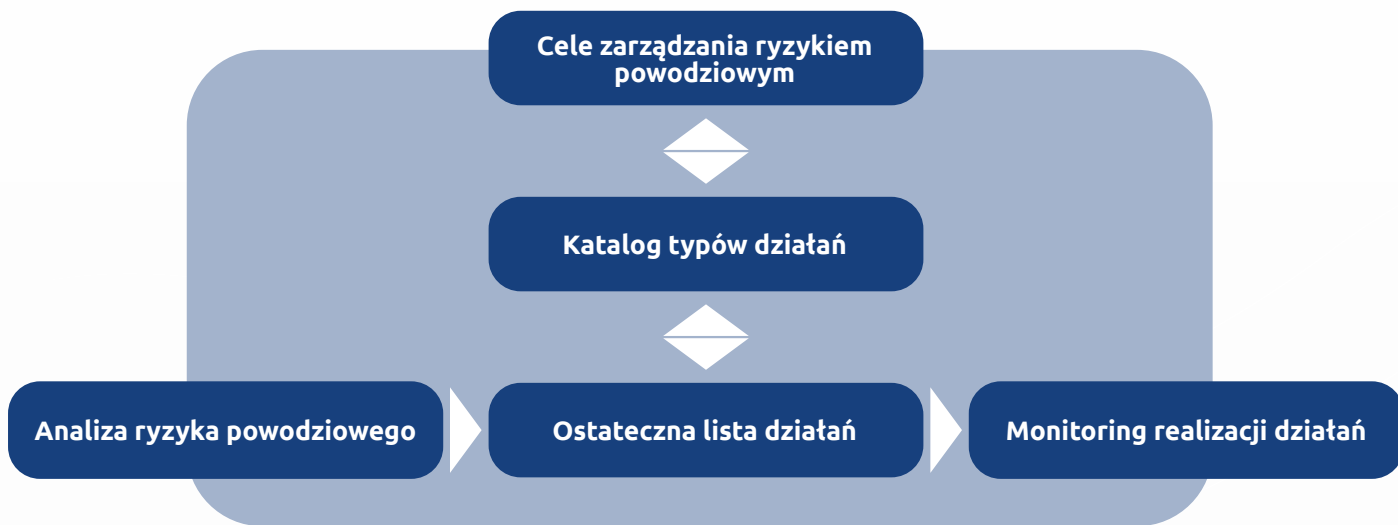 Cele zarządzania ryzykiem
powodziowym
Katalog typów działań
Analiza ryzyka powodziowego
Ostateczna lista działań
Monitoring realizacji działań